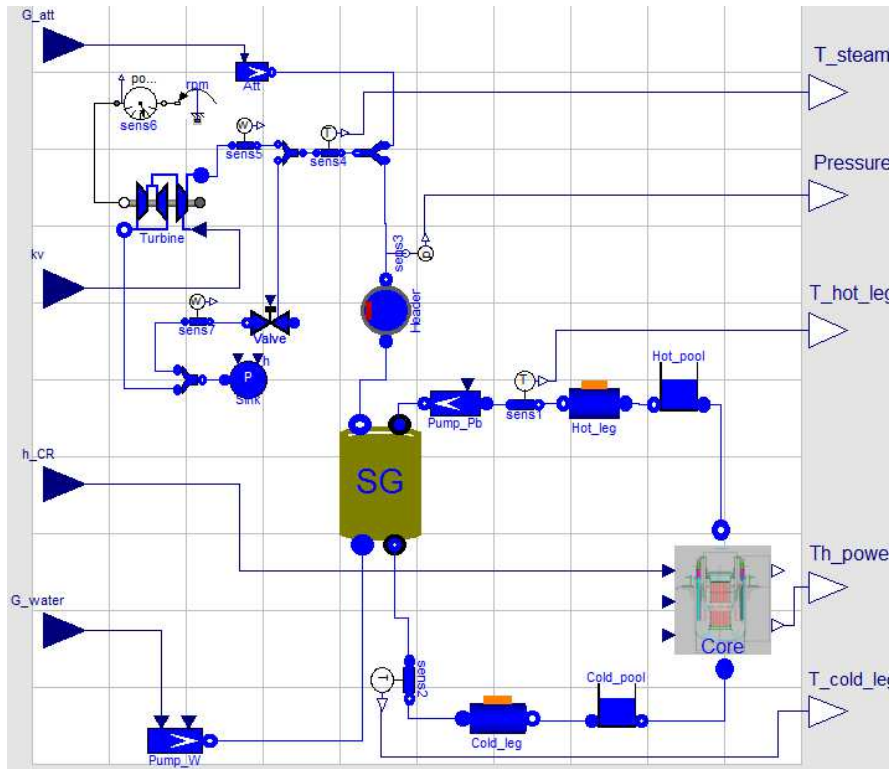 G_att
T_steam
po...
rpm
Att
sens6
W
T
sens5
sens4
Pressure
Turbine
sens3
p
kv
W
T_hot_leg
Header
sens7
Valve
h
P
Sink
T
Hot_pool
Pump_Pb
sens1
Hot_leg
SG
h_CR
Th_power
G_water
Core
T
sens2
Cold_pool
T_cold_leg
Cold_leg
Pump_W